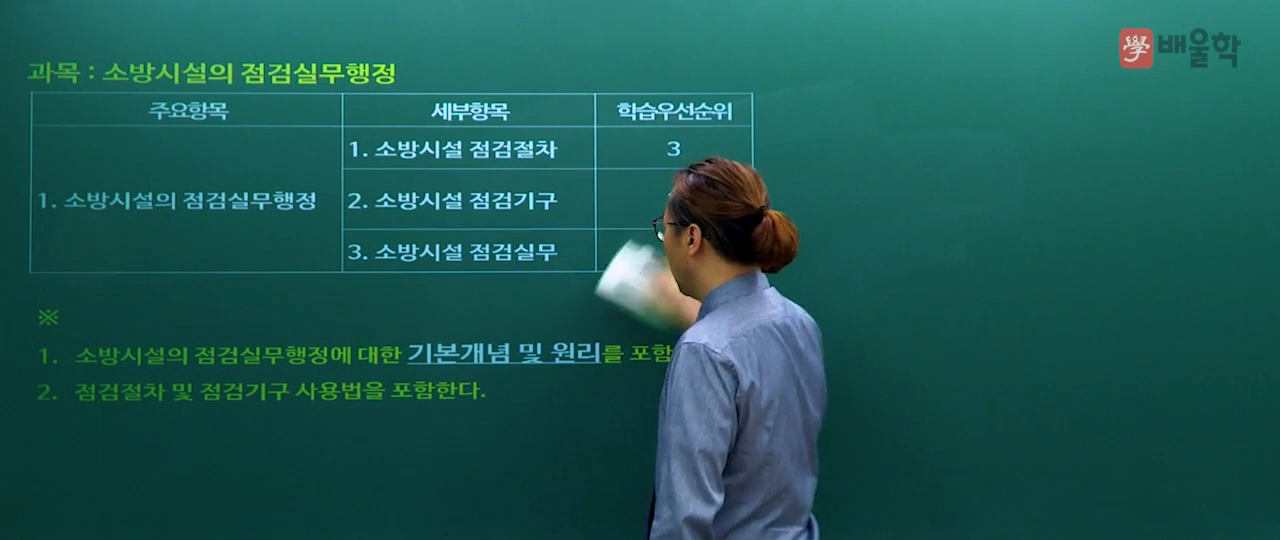 學 배울학
과목 : 소방시설의 점검실무행정
주요항목 세부항목 학습우선순위
1. 소방시설 점검절차 3
1. 소방시설의 점검실무행정 2. 소방시설 점검기구
3. 소방시설 점검실무
※
1. 소방시설의 점검실무행정에 대한 기본개념 및 원리를 포함
2. 점검절차 및 점검기구 사용법을 포함한다.